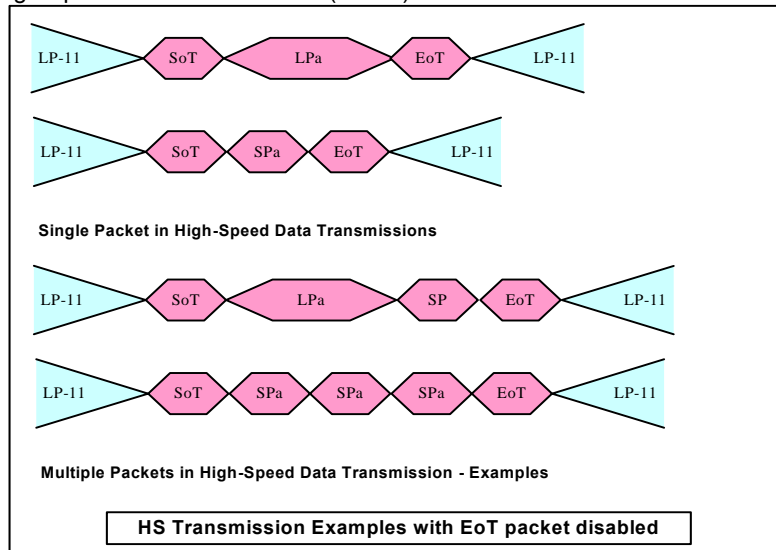 LP-11 SoT LPa EoT LP-11
LP-11 SoT SPa EoT LP-11
Single Packet in High-Speed Data Transmissions
LP-11 SoT LPa SP EoT LP-11
LP-11 SoT SPa SPa SPa EoT LP-11
Multiple Packets in High-Speed Data Transmission - Examples
HS Transmission Examples with EoT packet disabled